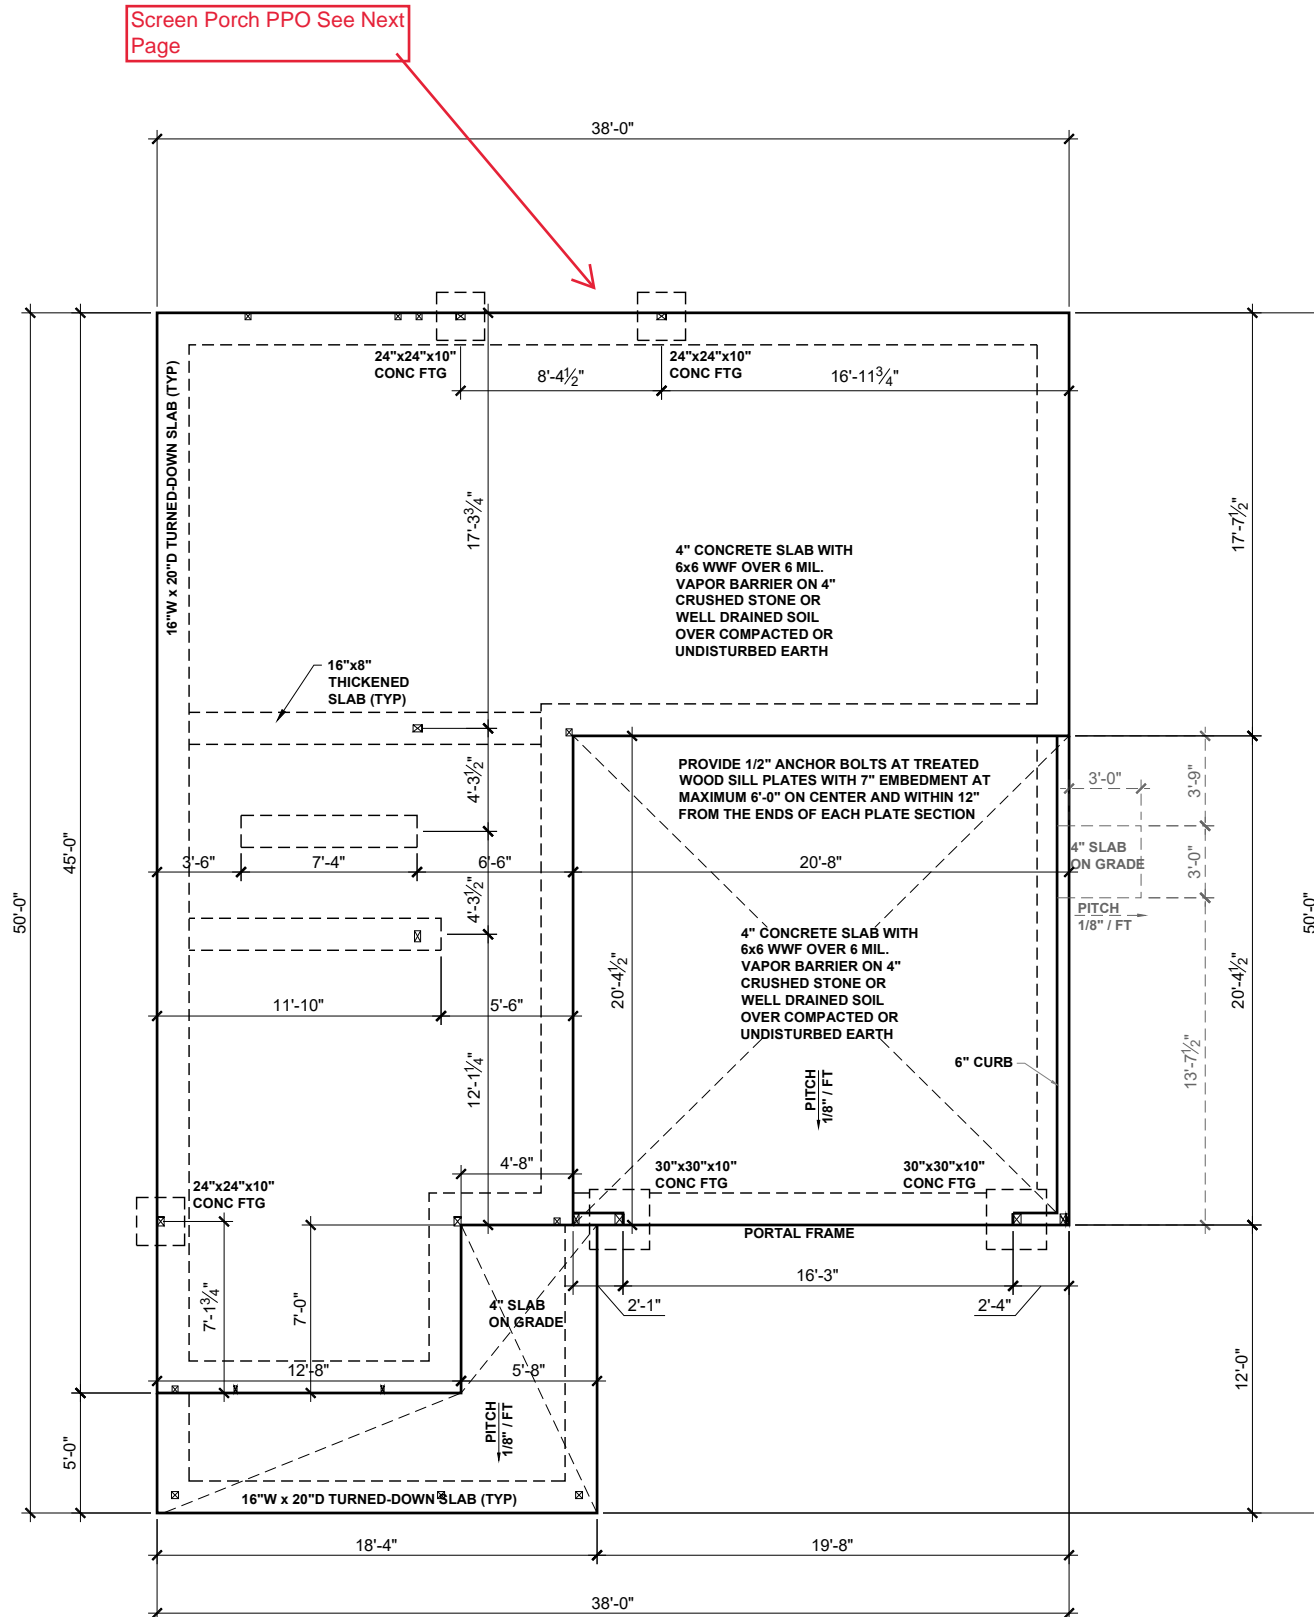 Screen Porch PPO See Next
Page
38'-0"
24"x24"x10"
CONC FTG
8'-4½"
24"x24"x10"
CONC FTG
16'-11¾"
16"W x 20"D TURNED-DOWN SLAB (TYP)
17'-3¾"
17'-7½"
4" CONCRETE SLAB WITH
6x6 WWF OVER 6 MIL.
VAPOR BARRIER ON 4"
CRUSHED STONE OR
WELL DRAINED SOIL
OVER COMPACTED OR
UNDISTURBED EARTH
16"x8"
THICKENED
SLAB (TYP)
PROVIDE 1/2" ANCHOR BOLTS AT TREATED
WOOD SILL PLATES WITH 7" EMBEDMENT AT
MAXIMUM 6'-0" ON CENTER AND WITHIN 12"
FROM THE ENDS OF EACH PLATE SECTION
4'-3½"
3'-0"
3'-9"
4" SLAB
ON GRADE
3'-0"
PITCH
1/8" / FT
45'-0"
50'-0"
50'-0"
3'-6"
7'-4"
6'-6"
20'-8"
4'-3½"
4" CONCRETE SLAB WITH
6x6 WWF OVER 6 MIL.
VAPOR BARRIER ON 4"
CRUSHED STONE OR
WELL DRAINED SOIL
OVER COMPACTED OR
UNDISTURBED EARTH
20'-4½"
20'-4½"
11'-10"
5'-6"
13'-7½"
12'-1¼"
6" CURB
PITCH
1/8" / FT
4'-8"
24"x24"x10"
CONC FTG
30"x30"x10"
CONC FTG
30"x30"x10"
CONC FTG
PORTAL FRAME
16'-3"
2'-1"
2'-4"
7'-1¾"
7'-0"
4" SLAB
ON GRADE
12'-8"
5'-8"
12'-0"
PITCH
1/8" / FT
5'-0"
16"W x 20"D TURNED-DOWN SLAB (TYP)
18'-4"
19'-8"
38'-0"